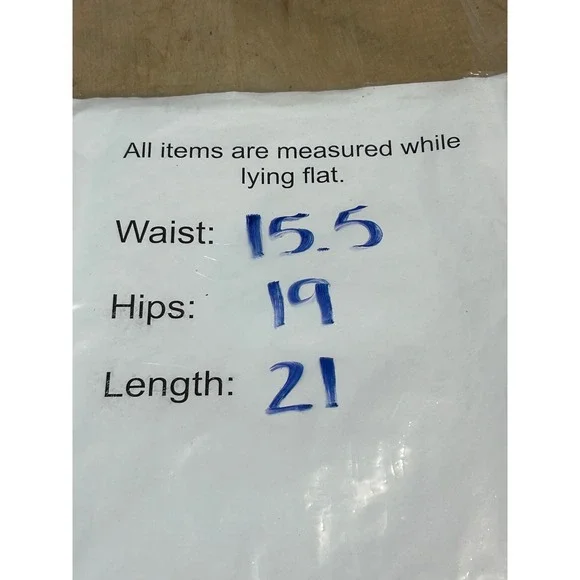 All items are measured while
lying flat.
Waist: 15.5
Hips: 19
Length: 21